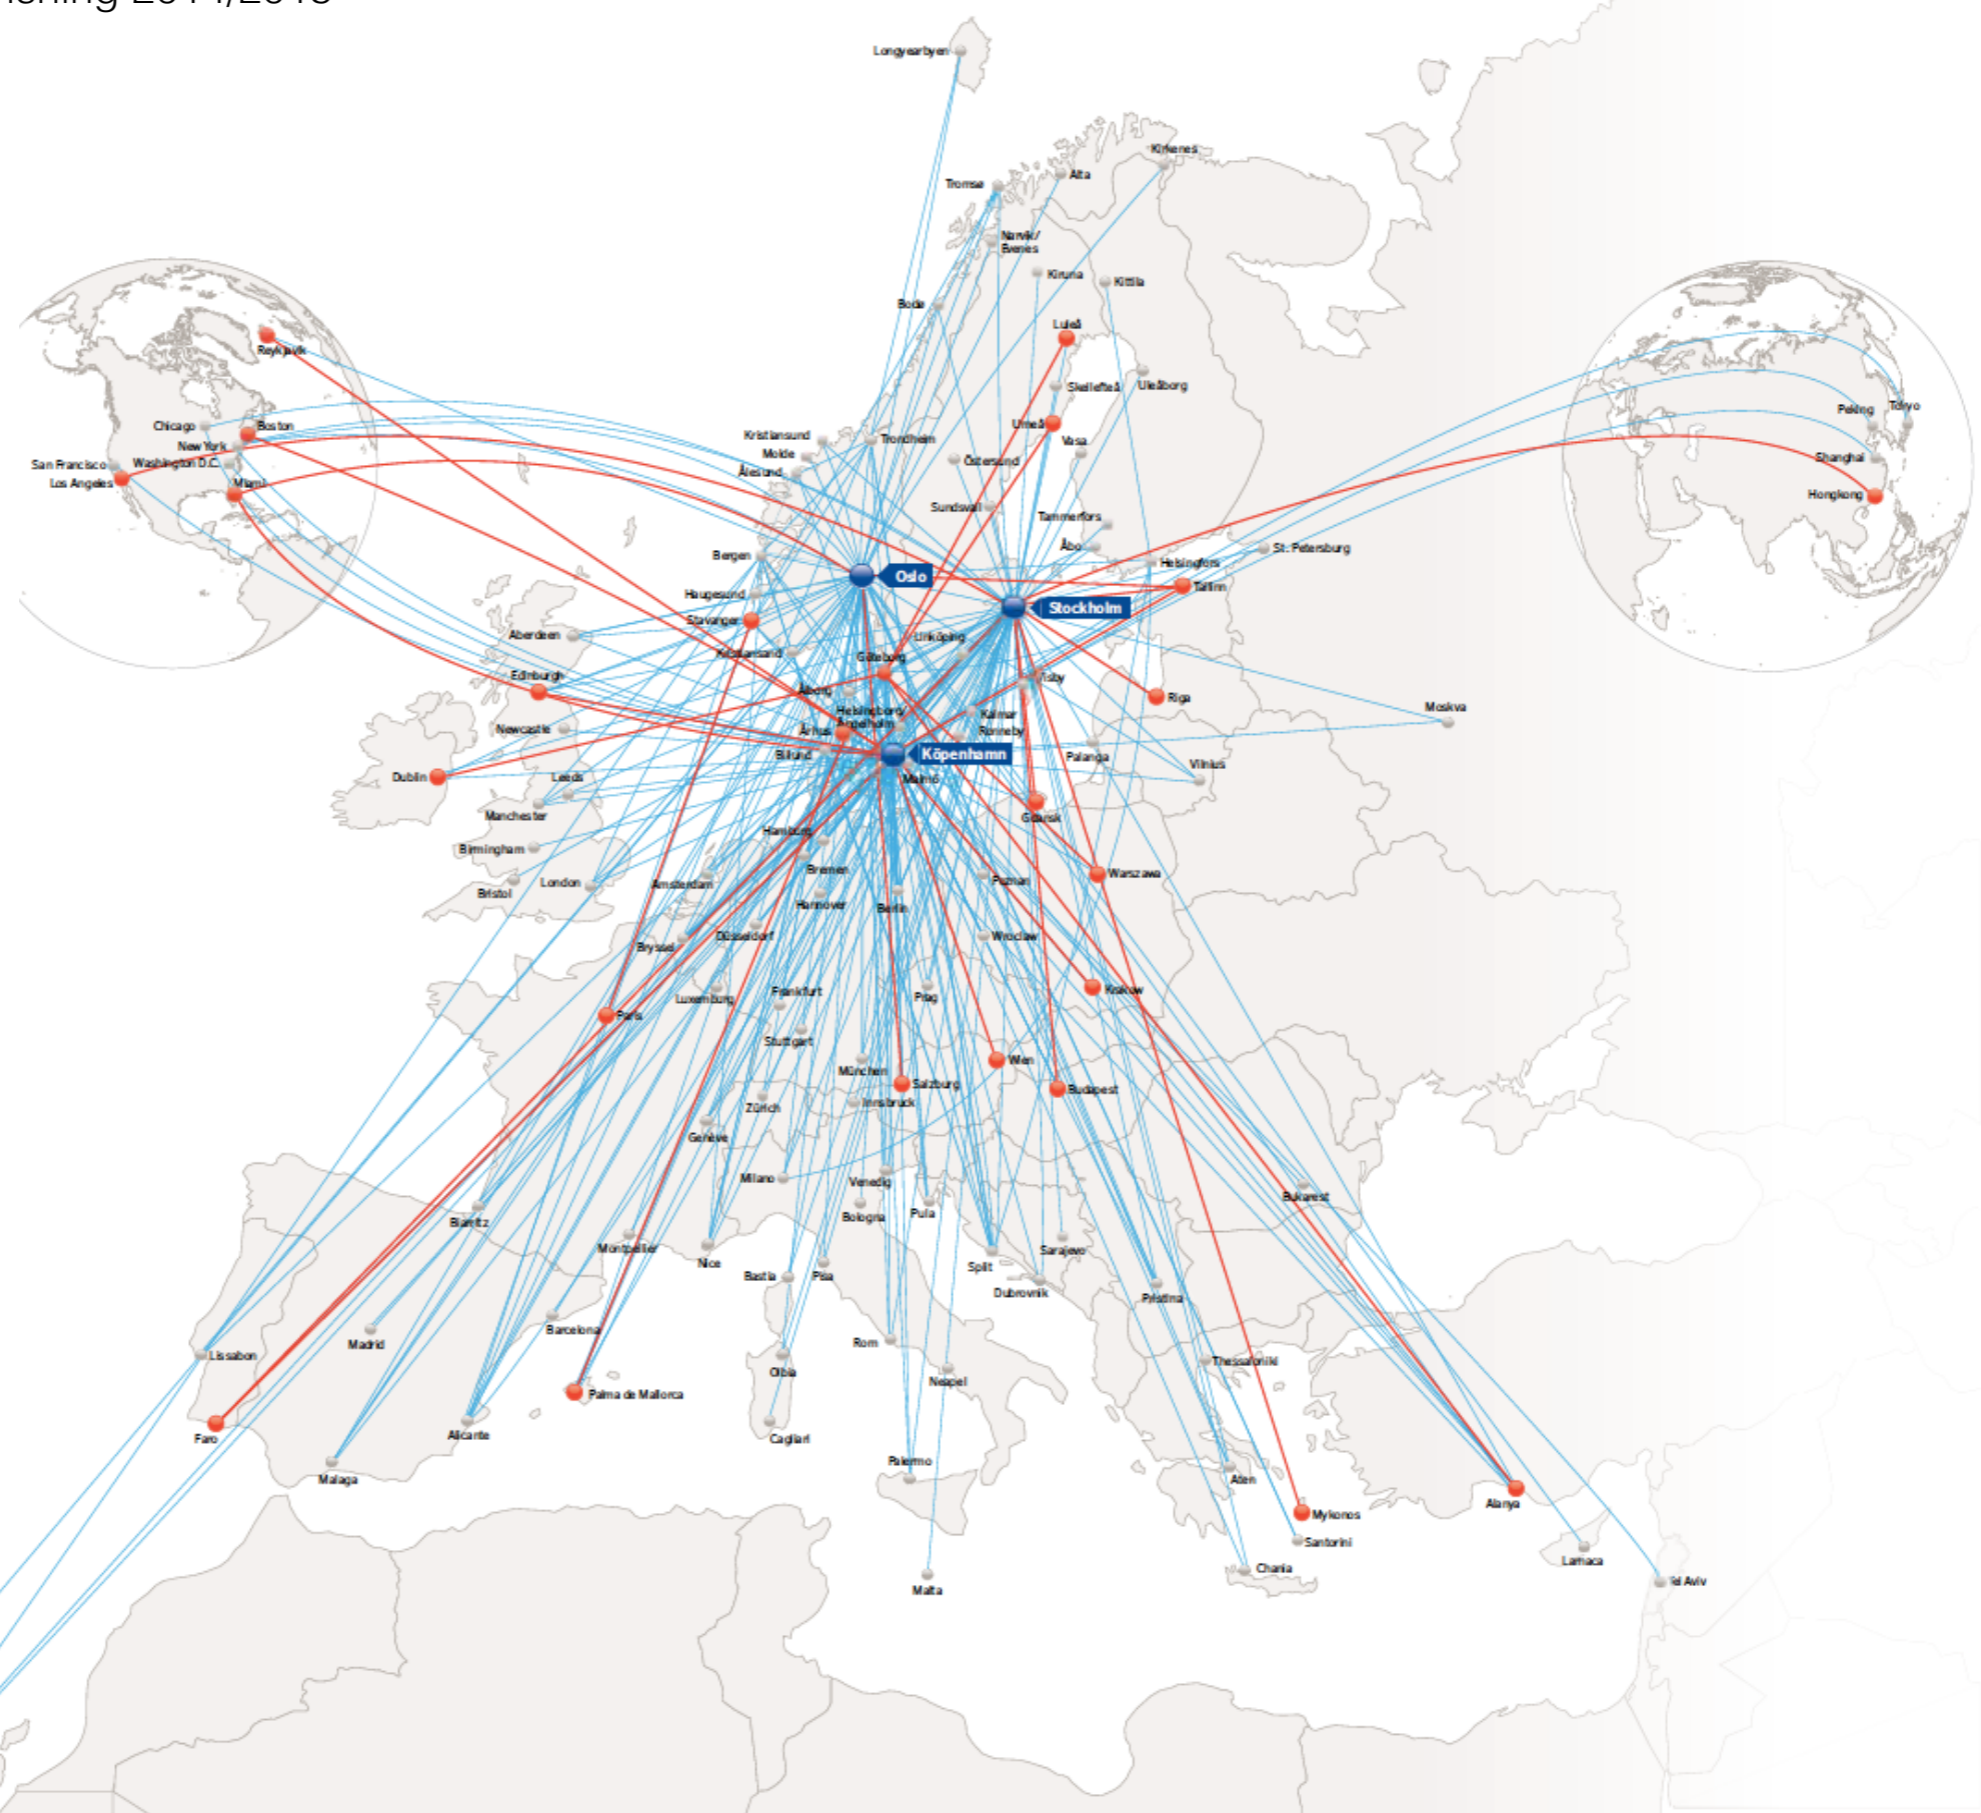 2014/2015
Longyearbyen
Kirkenes
Alta
Tromsø
Narvik/
Evenes
Kiruna
Kittila
Bodø
Luleå
Reykjavik
Skellefteå
Uleåborg
Chicago
Boston
New York
Washington D.C.
San Francisco
Los Angeles
Miami
Umeå
Vasa
Kristiansund
Trondheim
Molde
Ålesund
Östersund
Sundsvall
Tammerfors
Åbo
Peking
Tokyo
Shanghai
Hongkong
Bergen
Oslo
Helsingfors
St. Petersburg
Tallinn
Haugesund
Stockholm
Stavanger
Aberdeen
Linköping
Kristiansand
Göteborg
Edinburgh
Visby
Ålborg
Riga
Helsingborg/
Ängelholm
Kalmar
Moskva
Newcastle
Århus
Ronneby
Billund
Köpenhamn
Palanga
Vilnius
Dublin
Leeds
Malmö
Manchester
Gdansk
Hamburg
Birmingham
Bremen
Warszawa
Bristol
London
Amsterdam
Poznan
Hannover
Berlin
Bryssel
Düsseldorf
Wroclaw
Luxemburg
Frankfurt
Prag
Krakow
Paris
Stuttgart
Wien
München
Salzburg
Budapest
Innsbruck
Zürich
Genève
Milano
Venedig
Bukarest
Biarritz
Bologna
Pula
Montpellier
Nice
Sarajevo
Bastia
Pisa
Split
Dubrovnik
Pristina
Barcelona
Madrid
Rom
Lissabon
Thessaloniki
Olbia
Neapel
Palma de Mallorca
Faro
Alicante
Cagliari
Palermo
Malaga
Aten
Alanya
Mykonos
Santorini
Larnaca
Chania
Tel Aviv
Malta